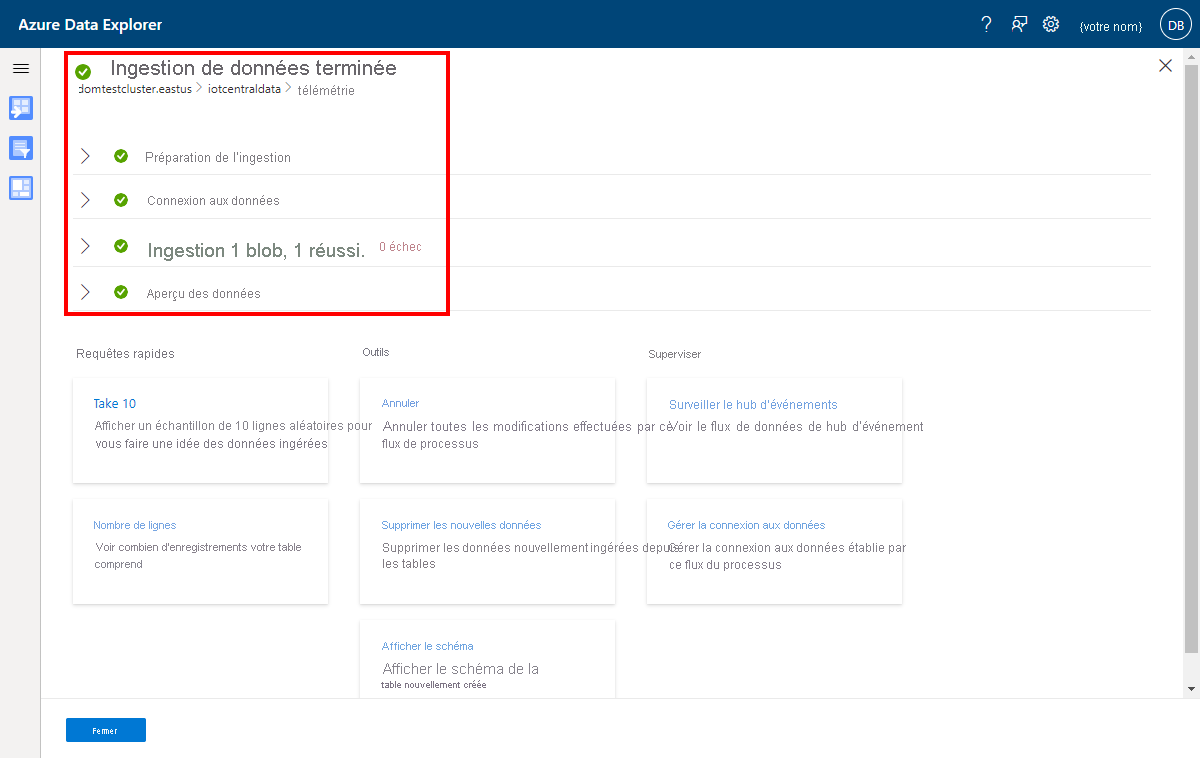 Azure Data Explorer
{votre nom}
DB
Ingestion de données terminée
domtestcluster.eastus
iotcentraldata
télémétrie
Préparation de l'ingestion
Connexion aux données
Ingestion 1 blob, 1 réussi.
0 échec
Aperçu des données
Requêtes rapides
Take 10
Afficher un échantillon de 10 lignes aléatoires pour
vous faire une idée des données ingérées
Nombre de lignes
Voir combien d'enregistrements votre table
comprend
Outils
Annuler
Annuler toutes les modifications effectuées par ce
flux de processus
Supprimer les nouvelles données
Supprimer les données nouvellement ingérées depuis
les tables
Afficher le schéma
Afficher le schéma de la
table nouvellement créée
Superviser
Surveiller le hub d'événements
Voir le flux de données de hub d'événement
Gérer la connexion aux données
Gérer la connexion aux données établie par
ce flux du processus
Fermer